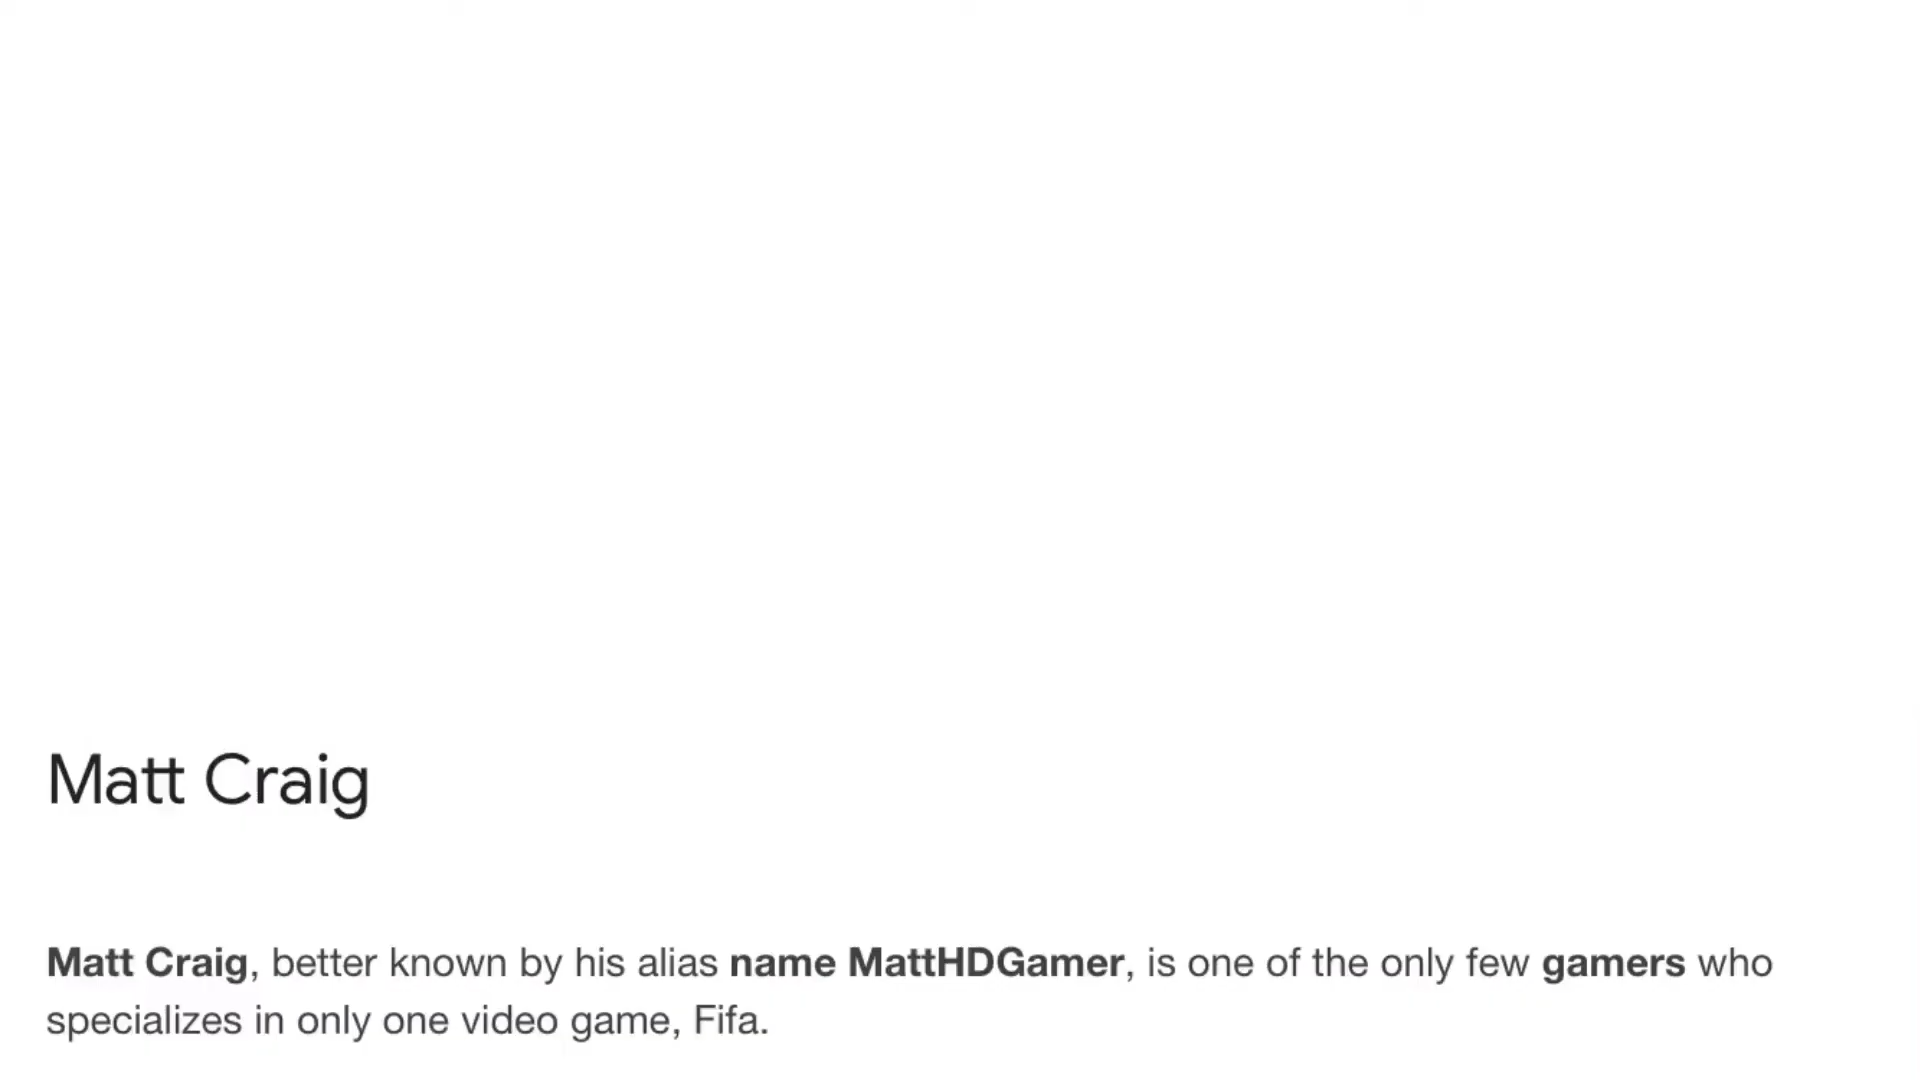 Matt Craig
Matt Craig, better known by his alias name MattHDGamer, is one of the only few gamers who
specializes in only one video game, Fifa.